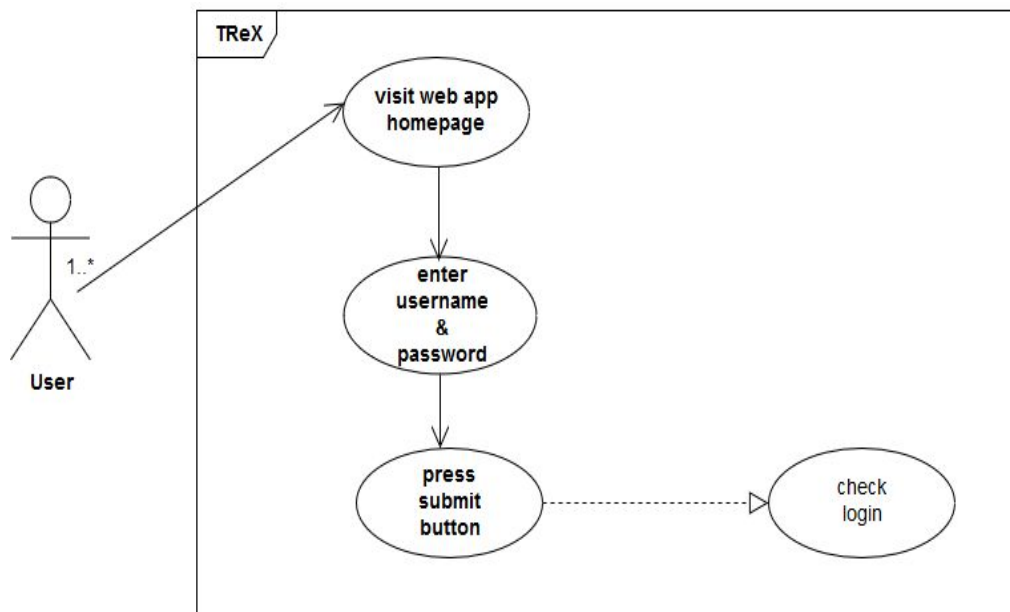 TReX
visit web app
homepage
1..*
User
enter
username
&
password
press
submit
button
check
login